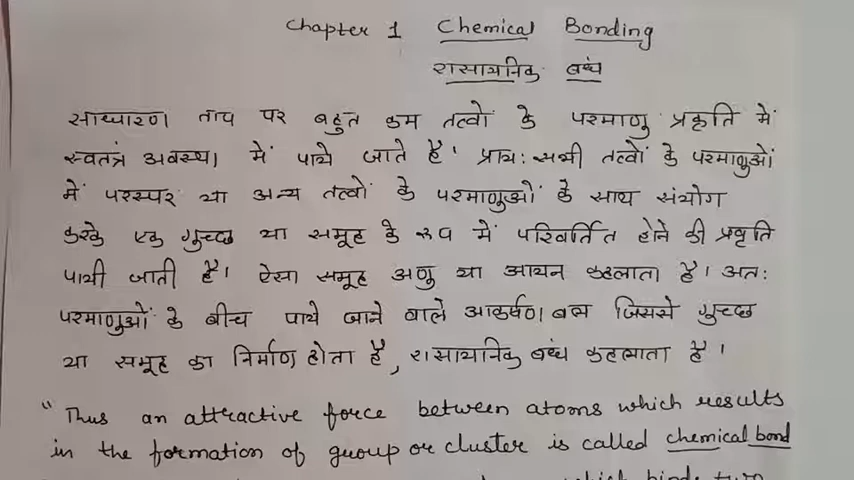 Chapter 1 Chemical Bonding
रासायनिक बंध
साधारण ताप पर बहुत कम तत्वों के परमाणु प्रकृति में
स्वतंत्र अवस्था में पाये जाते है। प्राय: सभी तत्वों के परमाणुओं
में परस्पर या अन्य तत्वों के परमाणुओं के साथ संयोग
करके एक गुच्छ या समूह के रूप में परिवर्तित होने की प्रवृति
पायी जाती है। ऐसा समूह अणु या आयन कहलाता है। अत:
परमाणुओं के बीच पाये जाने वाले आकर्षण बल जिससे गुच्छ
या समूह का निर्माण होता है, रासायनिक बंध कहलाता है।
"Thus an attractive force between atoms which results
in the formation of group or cluster is called chemical bond
which binds two